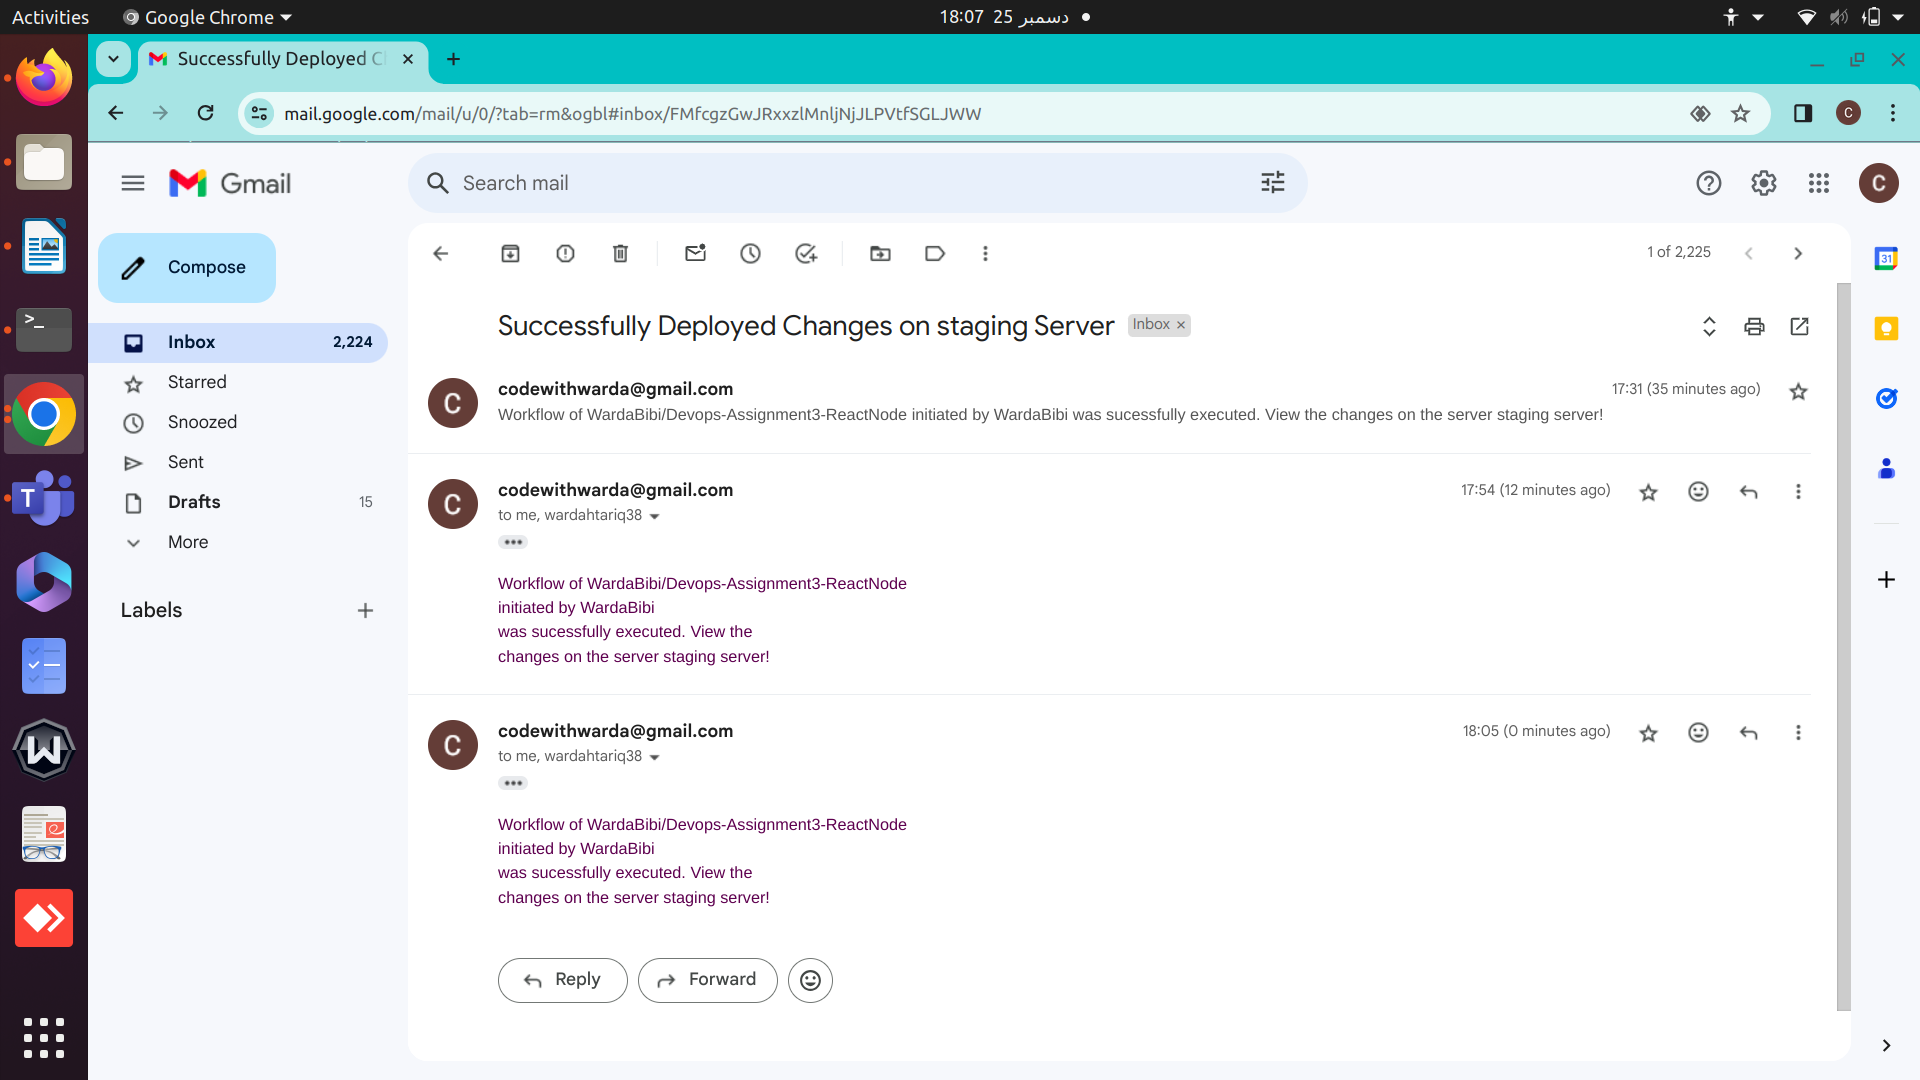 Activities Google Chrome 18:07 25 دسمبر
Successfully Deployed C
mail.google.com/mail/u/0/?tab=rm&ogbl#inbox/FMfcgzGwJRxxzlMnljNjJLPVtfSGLJWW C
Gmail Search mail C
Compose 1 of 2,225 31
Successfully Deployed Changes on staging Server Inbox ×
Inbox 2,224
Starred
Snoozed
Sent
Drafts 15
More
Labels
C codewithwarda@gmail.com 17:31 (35 minutes ago)
Workflow of WardaBibi/Devops-Assignment3-ReactNode initiated by WardaBibi was sucessfully executed. View the changes on the server staging server!
C codewithwarda@gmail.com 17:54 (12 minutes ago)
to me, wardahtariq38
Workflow of WardaBibi/Devops-Assignment3-ReactNode
initiated by WardaBibi
was sucessfully executed. View the
changes on the server staging server!
C codewithwarda@gmail.com 18:05 (0 minutes ago)
to me, wardahtariq38
Workflow of WardaBibi/Devops-Assignment3-ReactNode
initiated by WardaBibi
was sucessfully executed. View the
changes on the server staging server!
Reply Forward
>_
T
W